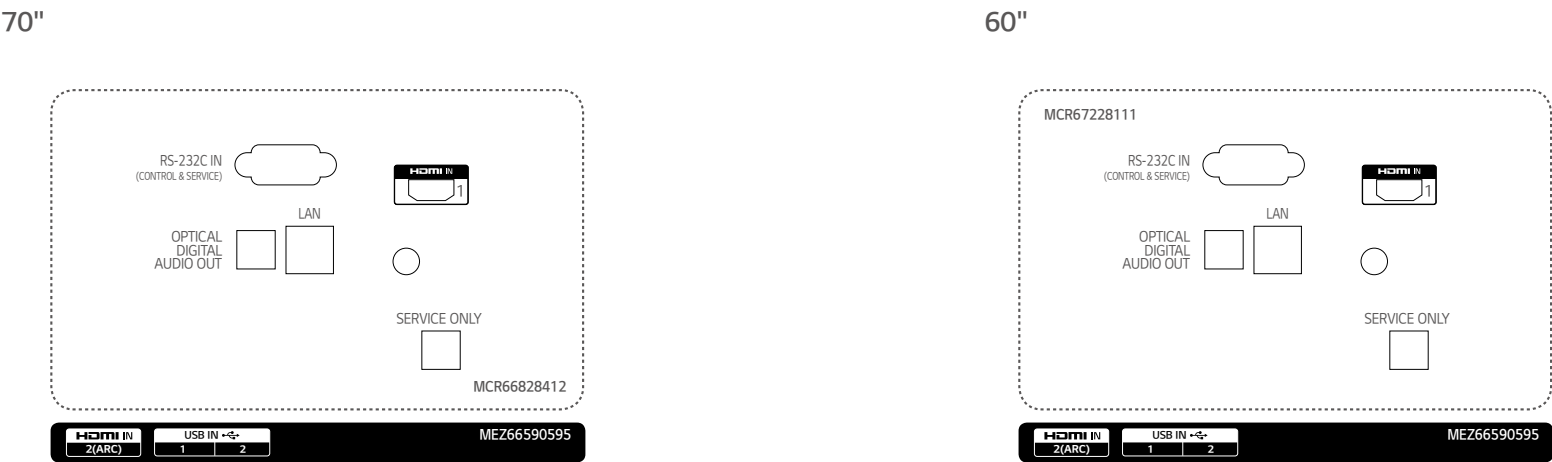 70"
RS-232C IN
(CONTROL & SERVICE)
HDMI IN
1
LAN
OPTICAL
DIGITAL
AUDIO OUT
SERVICE ONLY
MCR66828412
HDMI IN
2(ARC)
USB IN
1 2
MEZ66590595
60"
MCR67228111
RS-232C IN
(CONTROL & SERVICE)
HDMI IN
1
LAN
OPTICAL
DIGITAL
AUDIO OUT
SERVICE ONLY
HDMI IN
2(ARC)
USB IN
1 2
MEZ66590595